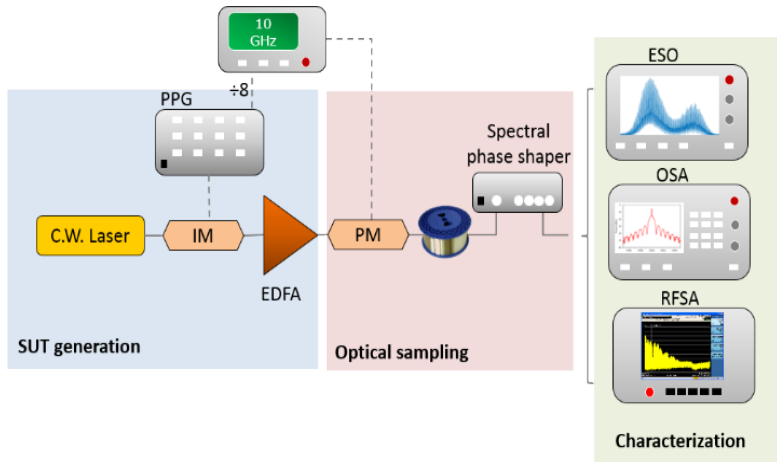 10
GHz
÷8
PPG
C.W. Laser
IM
EDFA
SUT generation
PM
Spectral
phase shaper
Optical sampling
ESO
OSA
RFSA
Characterization